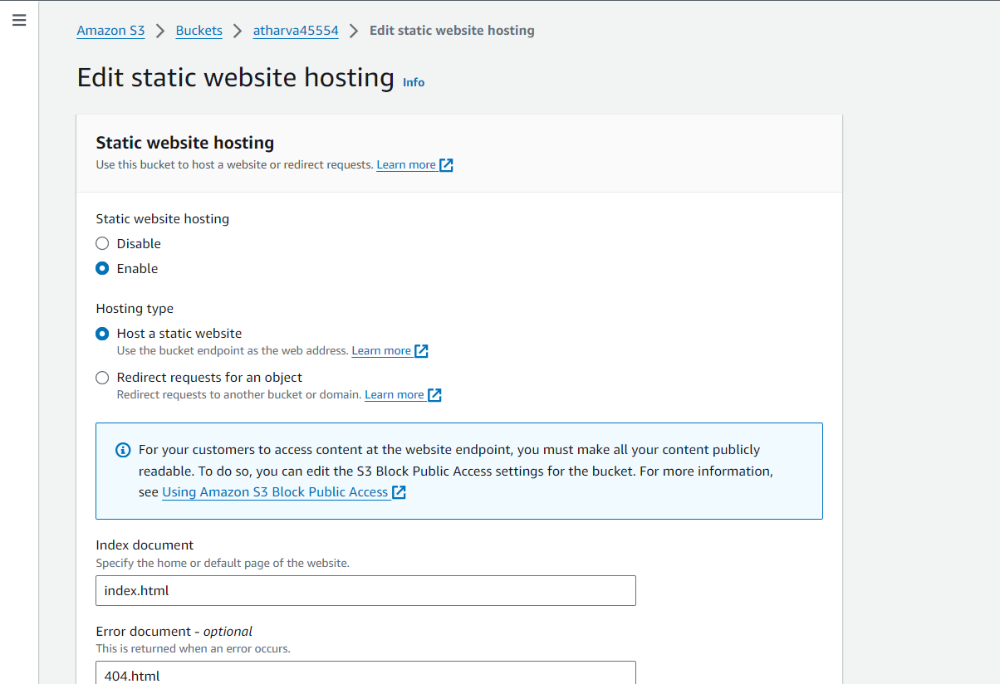 Amazon S3 > Buckets > atharva45554 > Edit static website hosting
Edit static website hosting Info
Static website hosting
Use this bucket to host a website or redirect requests. Learn more
Static website hosting
Disable
Enable
Hosting type
Host a static website
Use the bucket endpoint as the web address. Learn more
Redirect requests for an object
Redirect requests to another bucket or domain. Learn more
For your customers to access content at the website endpoint, you must make all your content publicly
readable. To do so, you can edit the S3 Block Public Access settings for the bucket. For more information,
see Using Amazon S3 Block Public Access
Index document
Specify the home or default page of the website.
index.html
Error document - optional
This is returned when an error occurs.
404.html